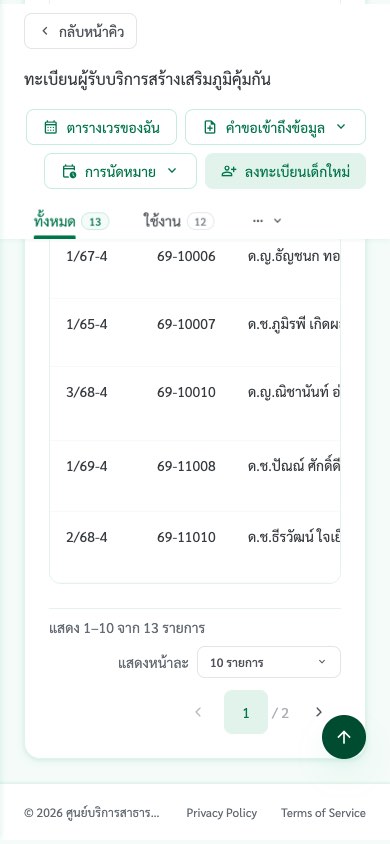 กลับหน้าคิว
ทะเบียนผู้รับบริการสร้างเสริมภูมิคุ้มกัน
ตารางเวรของฉัน
คำขอเข้าถึงข้อมูล
การนัดหมาย
ลงทะเบียนเด็กใหม่
ทั้งหมด 13
ใช้งาน 12
...
1/67-4 69-10006 ด.ญ.ธัญชนก
1/65-4 69-10007 ด.ช.ภูมิรพี
3/68-4 69-10010 ด.ญ.ณิชานันท์
1/69-4 69-11008 ด.ช.ปัณณ์
2/68-4 69-11010 ด.ช.ธีรวัฒน์
แสดง 1–10 จาก 13 รายการ
แสดงหน้าละ 10 รายการ
1 / 2
© 2026 ศูนย์บริการสาธาร... Privacy Policy Terms of Service